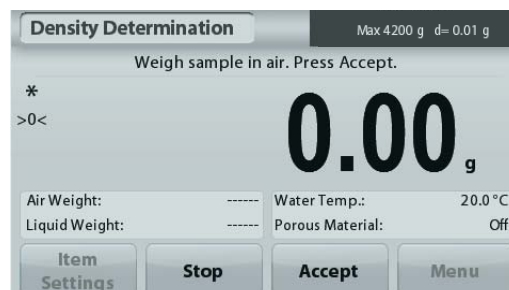 Density Determination
Max 4200 g d= 0.01 g
Weigh sample in air. Press Accept.
*
>0<
0.00 g
Air Weight: ------ Water Temp.: 20.0 °C
Liquid Weight: ------ Porous Material: Off
Item Settings Stop Accept Menu